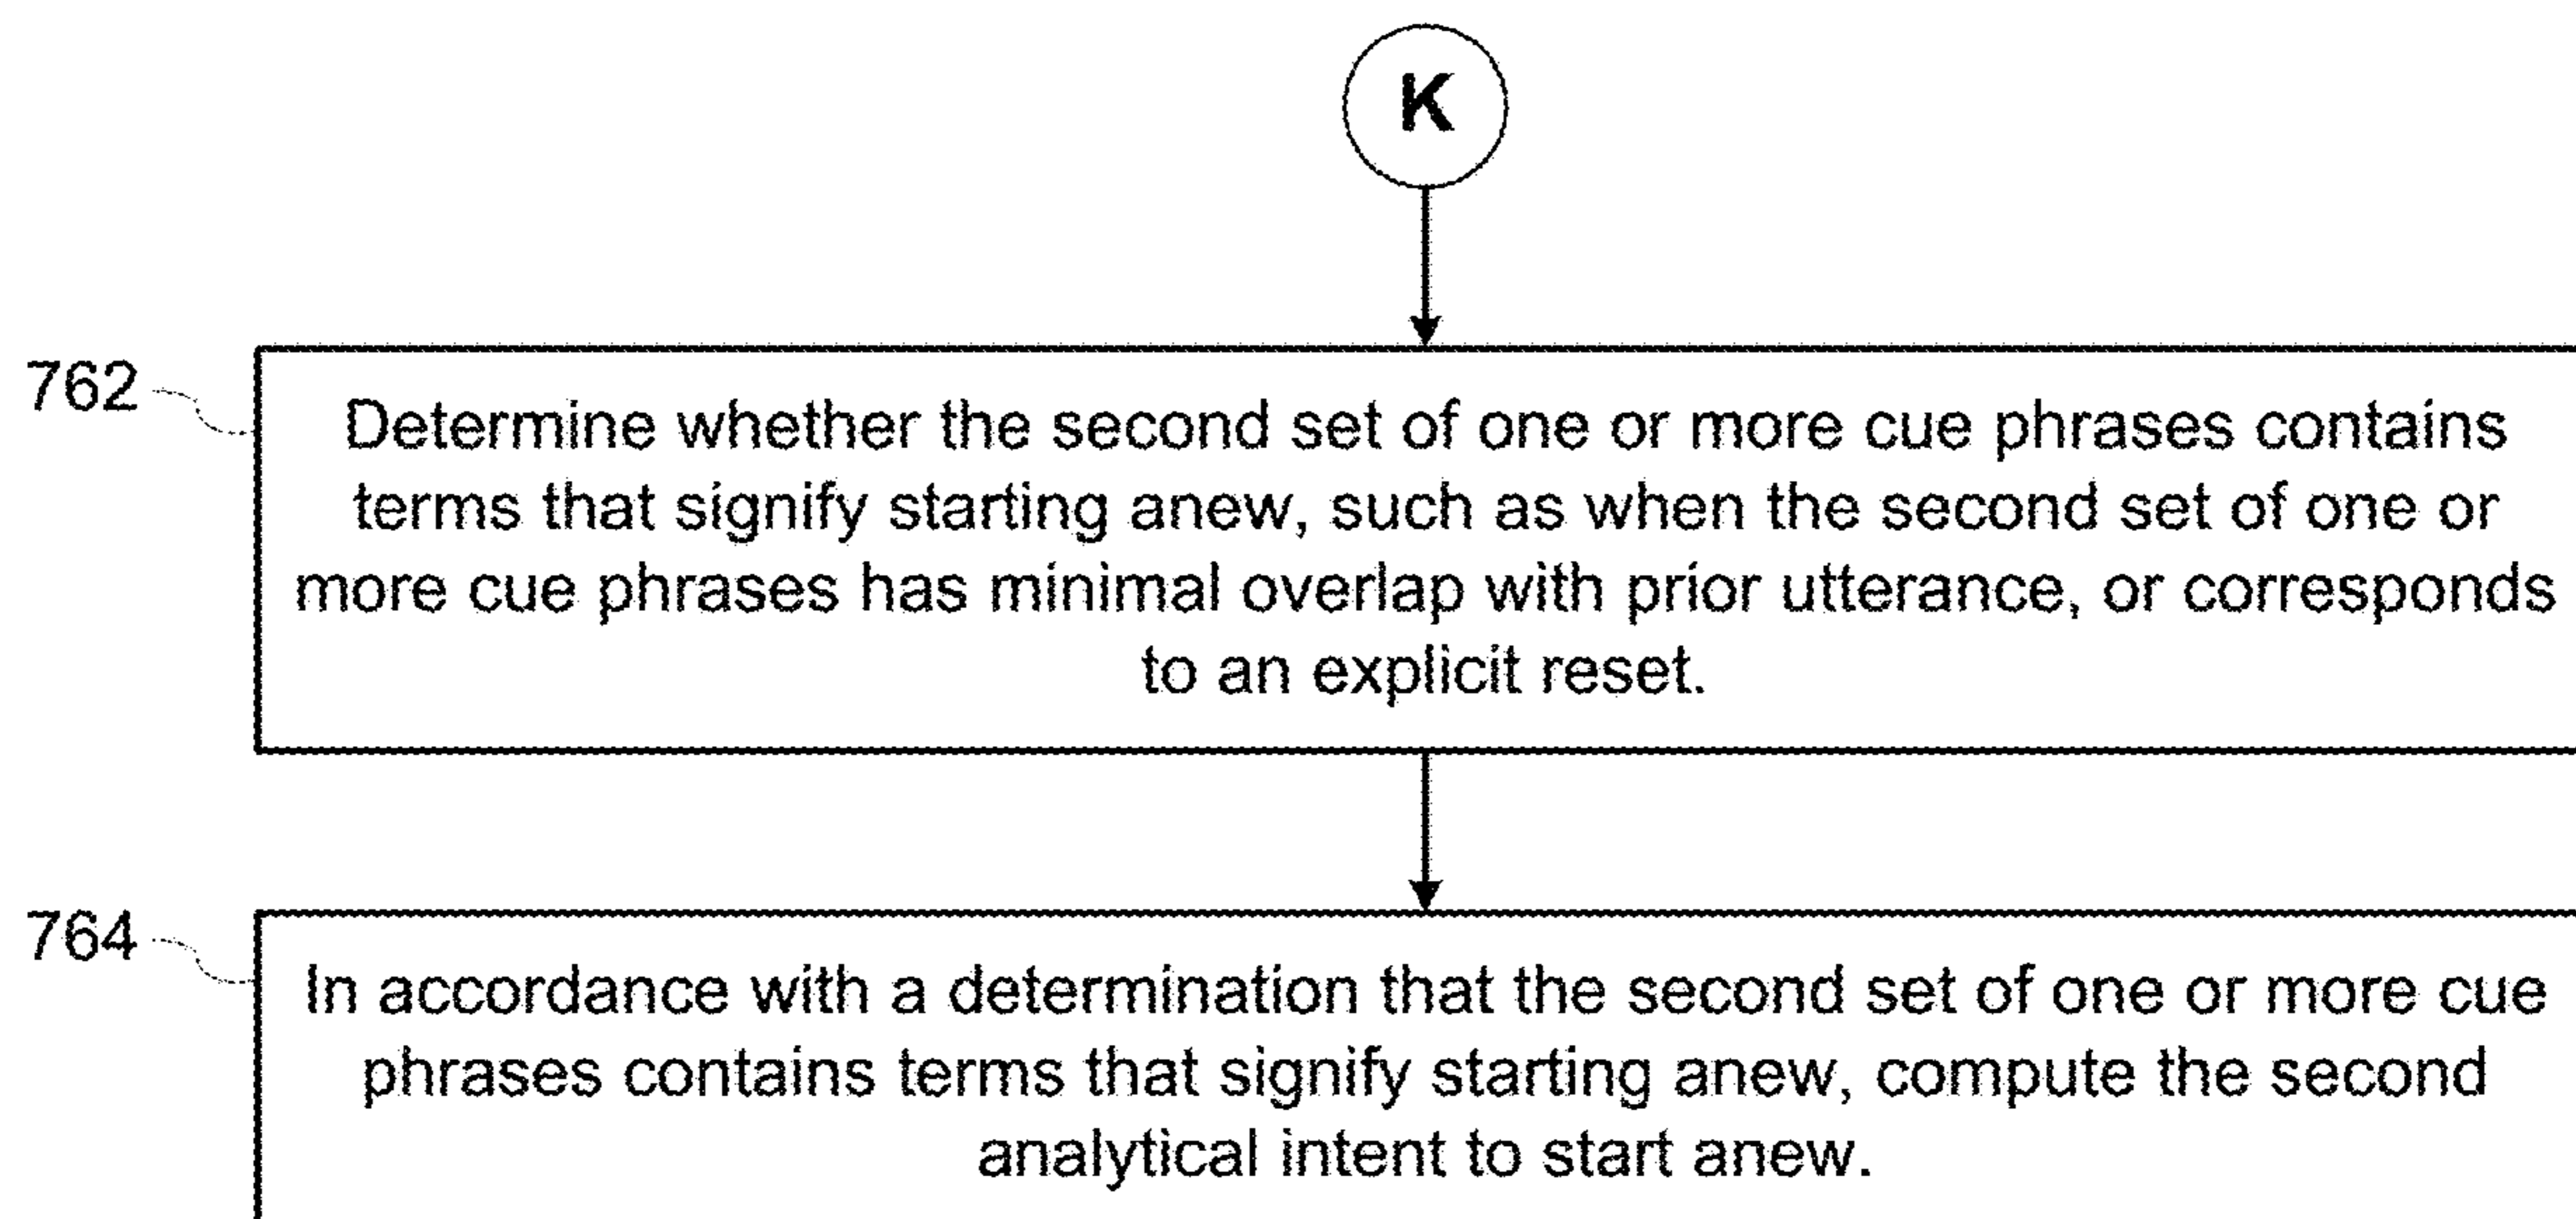 K
762
Determine whether the second set of one or more cue phrases contains
terms that signify starting anew, such as when the second set of one or
more cue phrases has minimal overlap with prior utterance, or corresponds
to an explicit reset.
764
In accordance with a determination that the second set of one or more cue
phrases contains terms that signify starting anew, compute the second
analytical intent to start anew.